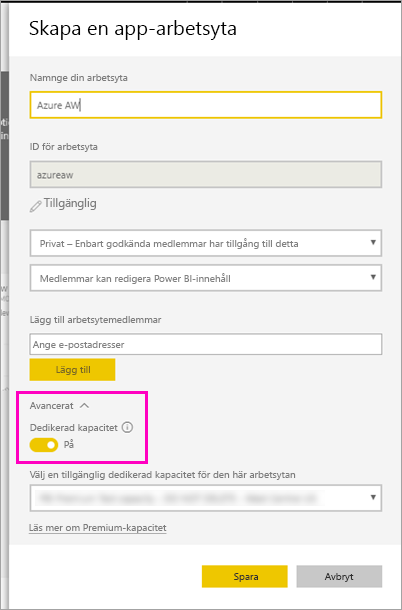 Skapa en app-arbetsyta
Namnge din arbetsyta
Azure AW
ID för arbetsyta
azureaw
Tillgänglig
Privat – Enbart godkända medlemmar har tillgång till detta
Medlemmar kan redigera Power BI-innehåll
Lägg till arbetsytemedlemmar
Ange e-postadresser
Lägg till
Avancerat
Dedikerad kapacitet
På
Välj en tillgänglig dedikerad kapacitet för den här arbetsytan
Läs mer om Premium-kapacitet
Spara
Avbryt